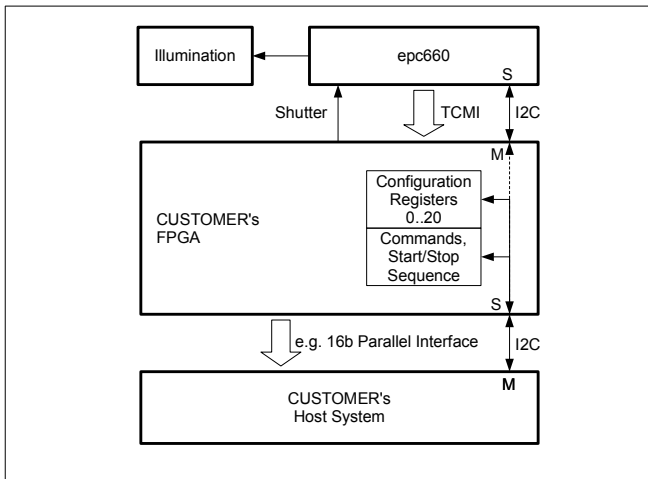 Illumination
epc660
S
Shutter
TCMI
I2C
M
Configuration
Registers
0..20
CUSTOMER's
FPGA
Commands,
Start/Stop
Sequence
S
e.g. 16b Parallel Interface
I2C
M
CUSTOMER's
Host System